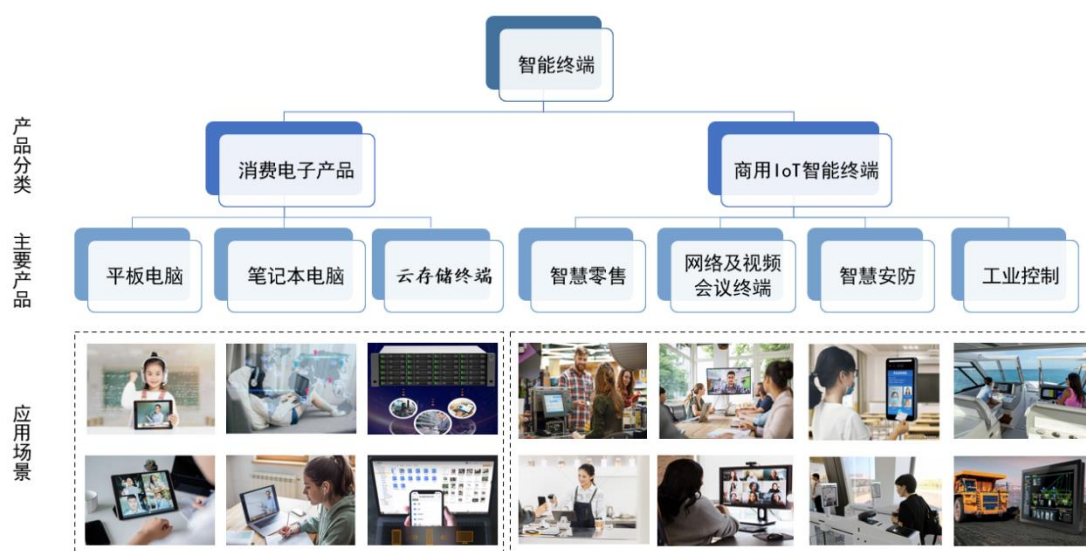 智能终端
产品分类
消费电子产品
商用IoT智能终端
主要产品
平板电脑
笔记本电脑
云存储终端
智慧零售
网络及视频
会议终端
智慧安防
工业控制
应用场景